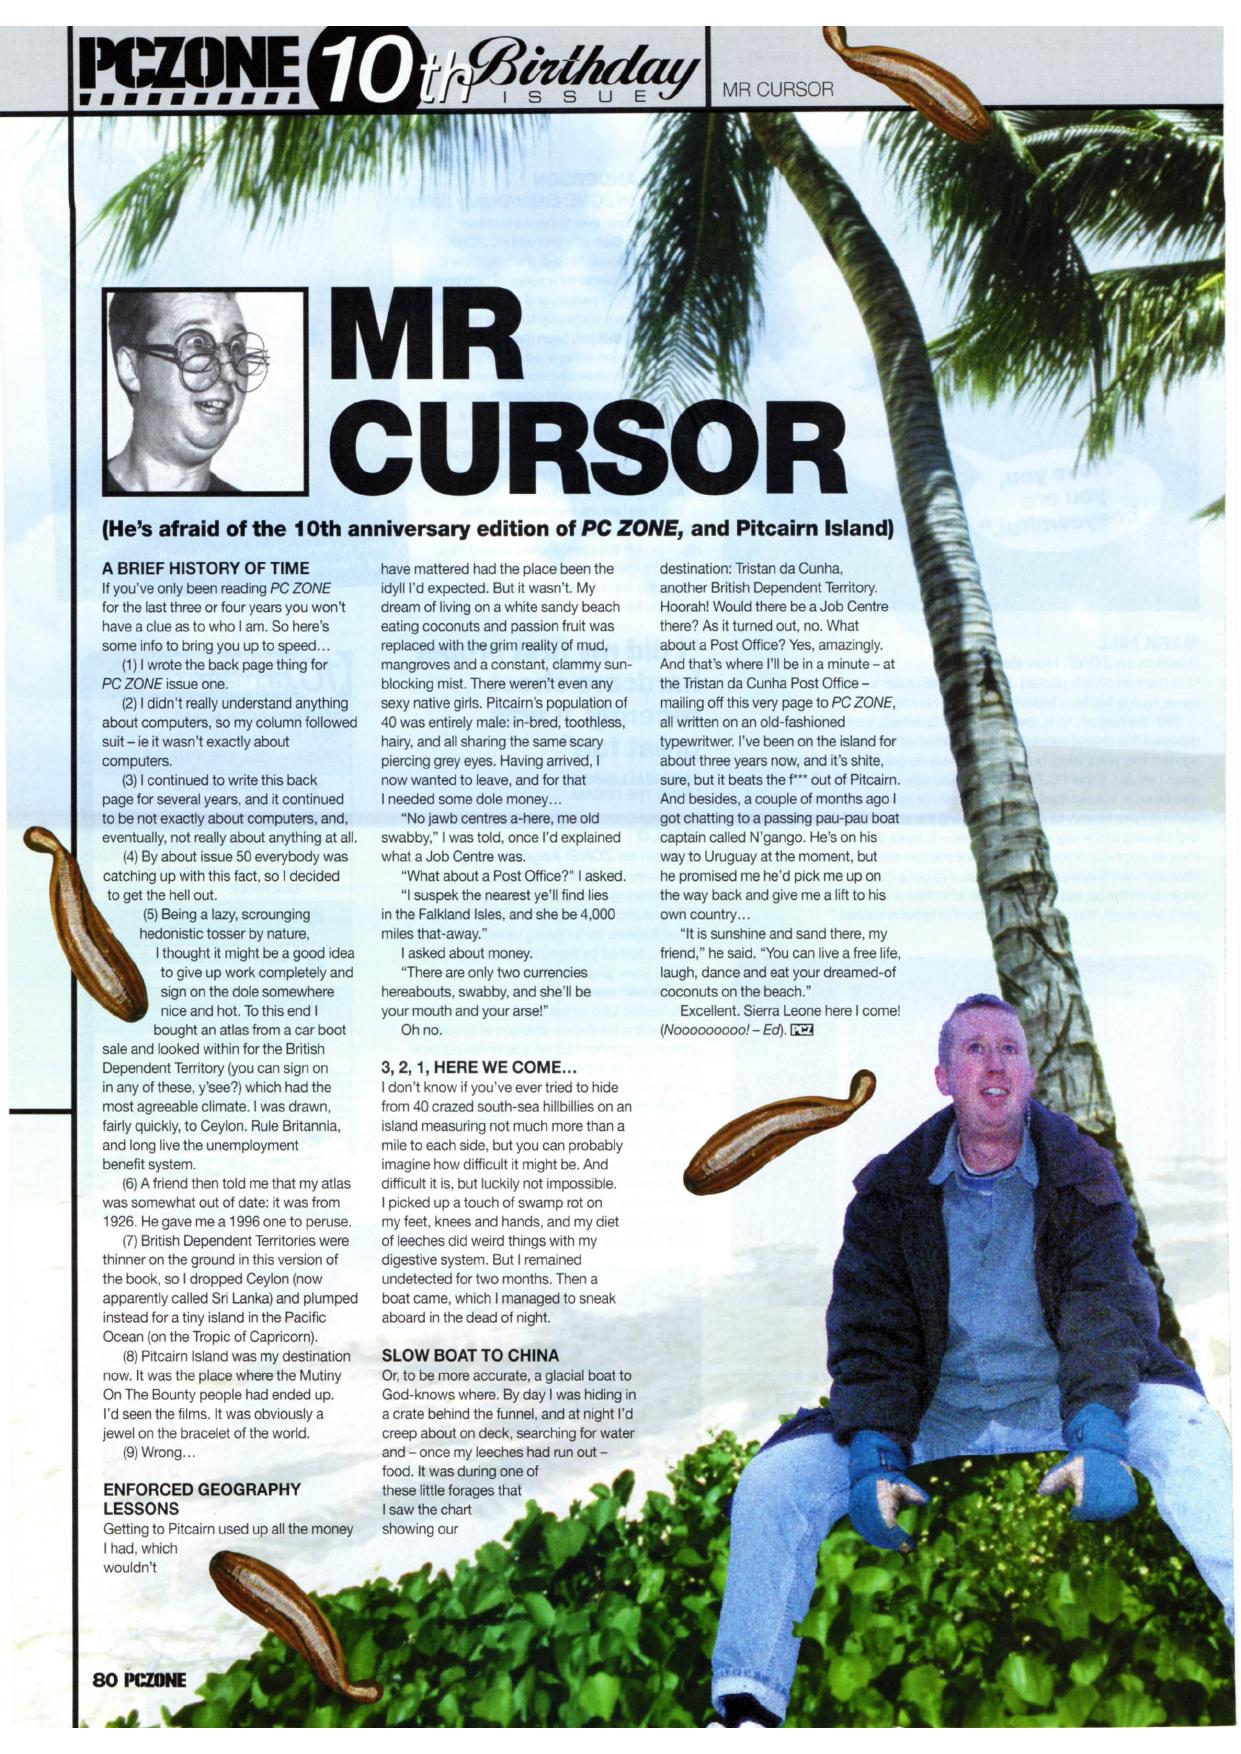 PCZONE 10th Birthday
ISSUE
MR CURSOR
MR
CURSOR
(He's afraid of the 10th anniversary edition of PC ZONE, and Pitcairn Island)
A BRIEF HISTORY OF TIME
If you've only been reading PC ZONE
for the last three or four years you won't
have a clue as to who I am. So here's
some info to bring you up to speed…
(1) I wrote the back page thing for
PC ZONE issue one.
(2) I didn't really understand anything
about computers, so my column followed
suit – ie it wasn't exactly about
computers.
(3) I continued to write this back
page for several years, and it continued
to be not exactly about computers, and,
eventually, not really about anything at all.
(4) By about issue 50 everybody was
catching up with this fact, so I decided
to get the hell out.
(5) Being a lazy, scrounging
hedonistic tosser by nature,
I thought it might be a good idea
to give up work completely and
sign on the dole somewhere
nice and hot. To this end I
bought an atlas from a car boot
sale and looked within for the British
Dependent Territory (you can sign on
in any of these, y'see?) which had the
most agreeable climate. I was drawn,
fairly quickly, to Ceylon. Rule Britannia,
and long live the unemployment
benefit system.
(6) A friend then told me that my atlas
was somewhat out of date: it was from
1926. He gave me a 1996 one to peruse.
(7) British Dependent Territories were
thinner on the ground in this version of
the book, so I dropped Ceylon (now
apparently called Sri Lanka) and plumped
instead for a tiny island in the Pacific
Ocean (on the Tropic of Capricorn).
(8) Pitcairn Island was my destination
now. It was the place where the Mutiny
On The Bounty people had ended up.
I'd seen the films. It was obviously a
jewel on the bracelet of the world.
(9) Wrong…
ENFORCED GEOGRAPHY
LESSONS
Getting to Pitcairn used up all the money
I had, which
wouldn't
have mattered had the place been the
idyll I'd expected. But it wasn't. My
dream of living on a white sandy beach
eating coconuts and passion fruit was
replaced with the grim reality of mud,
mangroves and a constant, clammy sun-
blocking mist. There weren't even any
sexy native girls. Pitcairn's population of
40 was entirely male: in-bred, toothless,
hairy, and all sharing the same scary
piercing grey eyes. Having arrived, I
now wanted to leave, and for that
I needed some dole money…
"No jawb centres a-here, me old
swabby," I was told, once I'd explained
what a Job Centre was.
"What about a Post Office?" I asked.
"I suspek the nearest ye'll find lies
in the Falkland Isles, and she be 4,000
miles that-away."
I asked about money.
"There are only two currencies
hereabouts, swabby, and she'll be
your mouth and your arse!"
Oh no.
3, 2, 1, HERE WE COME…
I don't know if you've ever tried to hide
from 40 crazed south-sea hillbillies on an
island measuring not much more than a
mile to each side, but you can probably
imagine how difficult it might be. And
difficult it is, but luckily not impossible.
I picked up a touch of swamp rot on
my feet, knees and hands, and my diet
of leeches did weird things with my
digestive system. But I remained
undetected for two months. Then a
boat came, which I managed to sneak
aboard in the dead of night.
SLOW BOAT TO CHINA
Or, to be more accurate, a glacial boat to
God-knows where. By day I was hiding in
a crate behind the funnel, and at night I'd
creep about on deck, searching for water
and – once my leeches had run out –
food. It was during one of
these little forages that
I saw the chart
showing our
destination: Tristan da Cunha,
another British Dependent Territory.
Hoorah! Would there be a Job Centre
there? As it turned out, no. What
about a Post Office? Yes, amazingly.
And that's where I'll be in a minute – at
the Tristan da Cunha Post Office –
mailing off this very page to PC ZONE,
all written on an old-fashioned
typewritwer. I've been on the island for
about three years now, and it's shite,
sure, but it beats the f*** out of Pitcairn.
And besides, a couple of months ago I
got chatting to a passing pau-pau boat
captain called N'gango. He's on his
way to Uruguay at the moment, but
he promised me he'd pick me up on
the way back and give me a lift to his
own country…
"It is sunshine and sand there, my
friend," he said. "You can live a free life,
laugh, dance and eat your dreamed-of
coconuts on the beach."
Excellent. Sierra Leone here I come!
(Nooooooooo! – Ed). PCZ
80 PCZONE